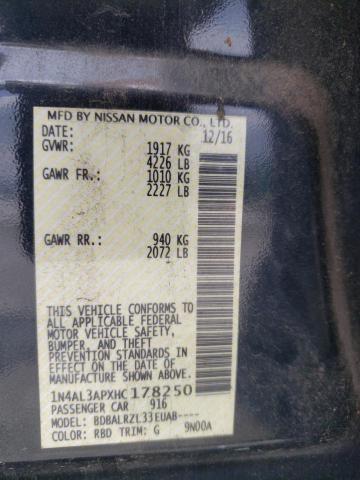 MFD BY NISSAN MOTOR CO., LTD.
DATE: 12/16
GVWR: 1917 KG
4226 LB
GAWR FR.: 1010 KG
2227 LB
GAWR RR.: 940 KG
2072 LB
THIS VEHICLE CONFORMS TO
ALL APPLICABLE FEDERAL
MOTOR VEHICLE SAFETY,
BUMPER, AND THEFT
PREVENTION STANDARDS
IN EFFECT ON THE DATE
OF MANUFACTURE SHOWN
ABOVE.
1N4AL3APXHC178250
PASSENGER CAR 916
MODEL: BDBALRZL33EUAB----
COLOR: RBD TRIM: G 9N00A